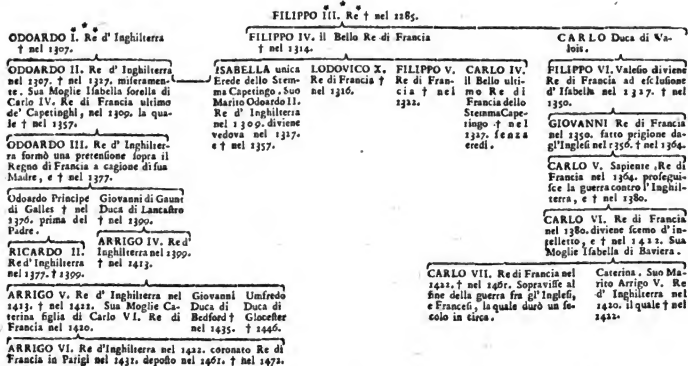 FILIPPO III. Re † nel 1285.
ODOARDO I. Re d' Inghilterra
† nel 1307.
FILIPPO IV. il Bello Re di Francia
† nel 1314.
CARLO Duca di Va-
lois.
ODOARDO II. Re d' Inghilterra
nel 1307. † nel 1327. miseramen-
te. Sua Moglie Isabella sorella di
Carlo IV. Re di Francia ultimo
de' Capetinghi, nel 1309. la qua-
le † nel 1357.
ISABELLA unica
Erede dello Stem-
ma Capetingo. Suo
Marito Odoardo II.
Re d' Inghilterra
nel 1309. diviene
vedova nel 1327.
e † nel 1357.
LODOVICO X.
Re di Francia †
nel 1316.
FILIPPO V.
Re di Fran-
cia † nel
1322.
CARLO IV.
il Bello ulti-
mo Re di
Francia dello
Stemma Cape-
tingo † nel
1327. senza
eredi.
FILIPPO VI. Valesio diviene
Re di Francia ad esclusione
d' Isabella nel 1327. † nel
1350.
GIOVANNI Re di Francia
nel 1350. fatto prigione da-
gl'Inglesi nel 1356. † nel 1364.
CARLO V. Sapiente, Re di
Francia nel 1364. prosegui-
sce la guerra contro l'Inghil-
terra, e † nel 1380.
CARLO VI. Re di Francia
nel 1380. diviene scemo d' in-
telletto, e † nel 1422. Sua
Moglie Isabella di Baviera.
ODOARDO III. Re d' Inghilter-
ra formò una pretensione sopra il
Regno di Francia a cagione di sua
Madre, e † nel 1377.
Odoardo Principe
di Galles † nel
1376. prima del
Padre.
Giovanni di Gaunt
Duca di Lancastro
† nel 1399.
RICARDO II.
Re d' Inghilterra
nel 1377. † 1399.
ARRIGO IV. Re d'
Inghilterra nel 1399.
† nel 1413.
CARLO VII. Re di Francia nel
1422. † nel 1461. Sopravisse al
fine della guerra fra gl' Inglesi,
e Francesi, la quale durò un se-
colo in circa.
Caterina. Suo Ma-
rito Arrigo V. Re
d' Inghilterra nel
1420. il quale † nel
1422.
ARRIGO V. Re d' Inghilterra nel
1413. † nel 1422. Sua Moglie Ca-
terina figlia di Carlo VI. Re di
Francia nel 1420.
Giovanni
Duca di
Bedford †
nel 1435.
Umfredo
Duca di
Glocester
† 1446.
ARRIGO VI. Re d' Inghilterra nel 1422. coronato Re di
Francia in Parigi nel 1431. deposto nel 1461. † nel 1472.